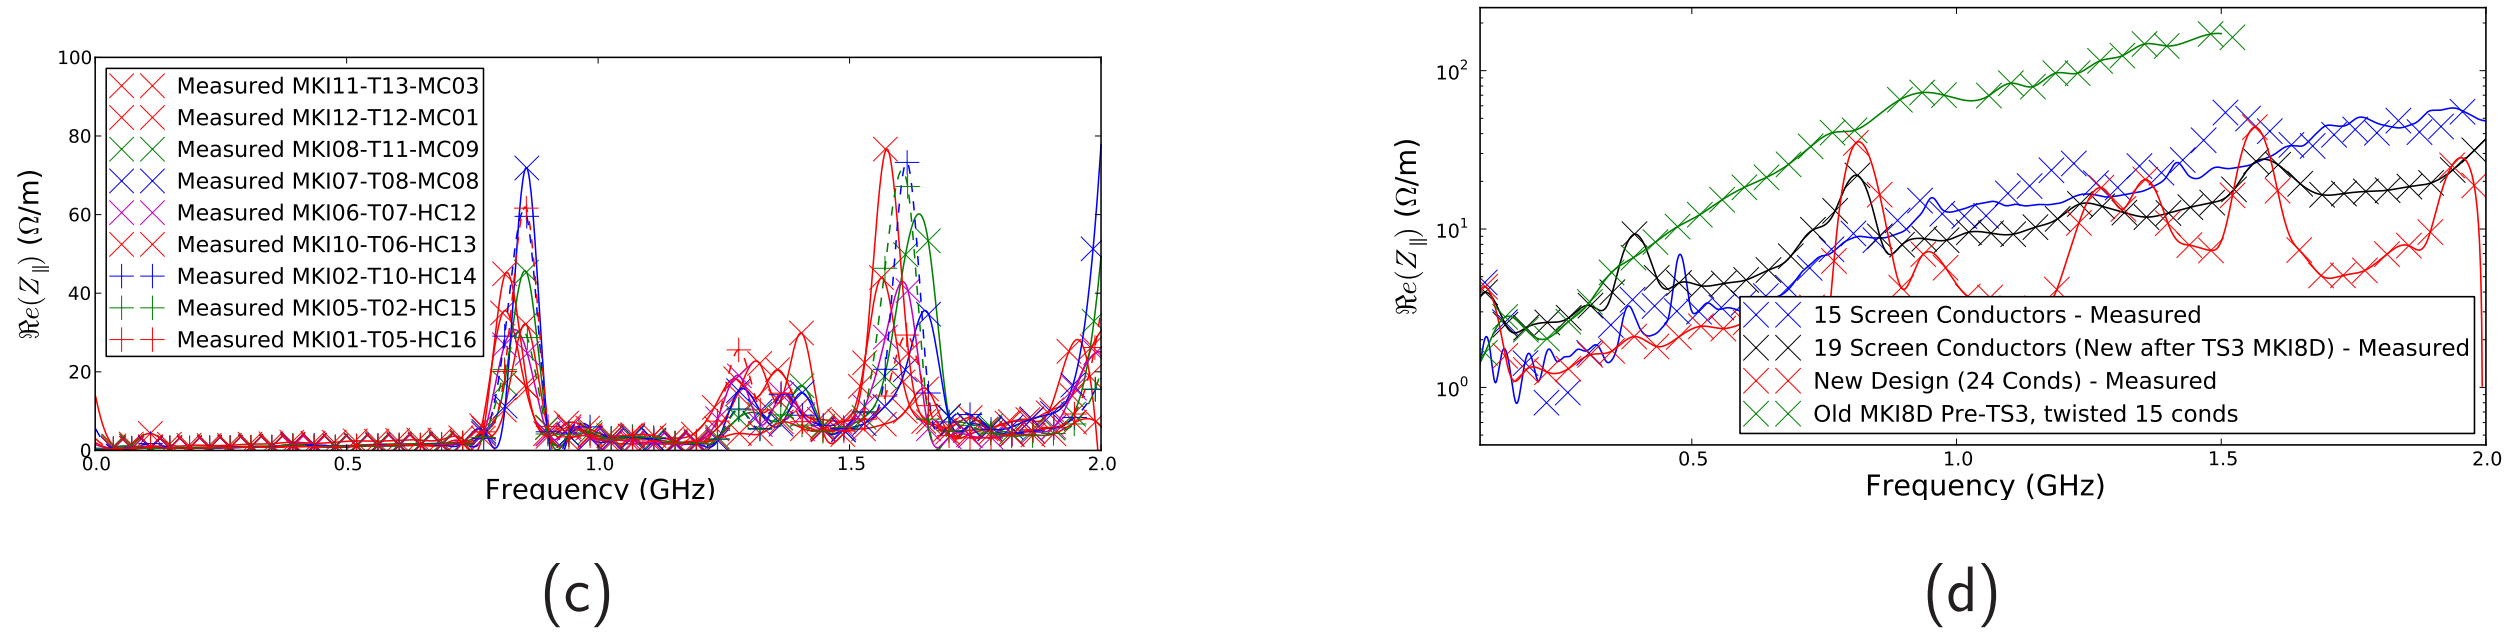 100
80
60
40
20
0
ℜe(Z∥) (Ω/m)
Measured MKI11-T13-MC03
Measured MKI12-T12-MC01
Measured MKI08-T11-MC09
Measured MKI07-T08-MC08
Measured MKI06-T07-HC12
Measured MKI10-T06-HC13
Measured MKI02-T10-HC14
Measured MKI05-T02-HC15
Measured MKI01-T05-HC16
0.0 0.5 1.0 1.5 2.0
Frequency (GHz)
(c)
10²
10¹
10⁰
ℜe(Z∥) (Ω/m)
15 Screen Conductors - Measured
19 Screen Conductors (New after TS3 MKI8D) - Measured
New Design (24 Conds) - Measured
Old MKI8D Pre-TS3, twisted 15 conds
0.5 1.0 1.5 2.0
Frequency (GHz)
(d)